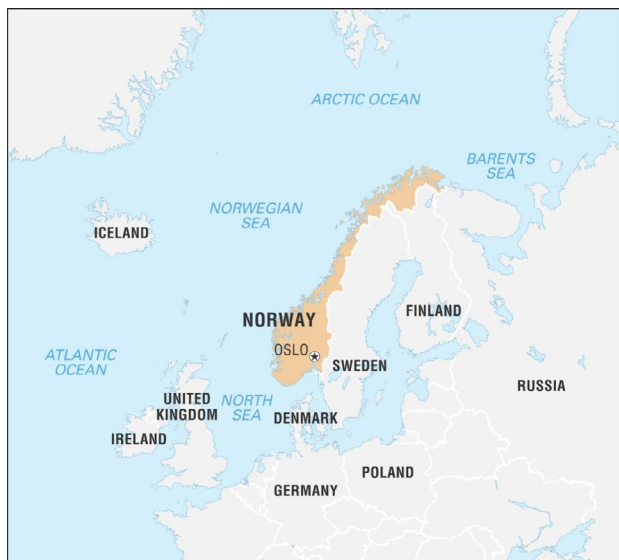 ARCTIC OCEAN
BARENTS
SEA
NORWEGIAN
SEA
ICELAND
FINLAND
NORWAY
OSLO
ATLANTIC
OCEAN
SWEDEN
RUSSIA
UNITED
KINGDOM
NORTH
SEA
DENMARK
IRELAND
POLAND
GERMANY